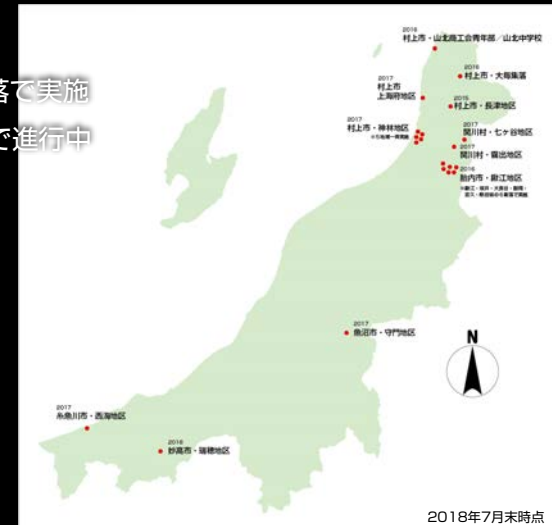 落で実施
で進行中
2018
村上市・山北商工会青年部／山北中学校
2016
村上市・大毎集落
2017
村上市
上海府地区
2015
村上市・長津地区
2017
村上市・神林地区
2017
関川村・七ヶ谷地区
2017
関川村・霧出地区
2016
胎内市・鍬江地区
2017
魚沼市・守門地区
N
2017
糸魚川市・西海地区
2018
妙高市・瑞穂地区
2018年7月末時点